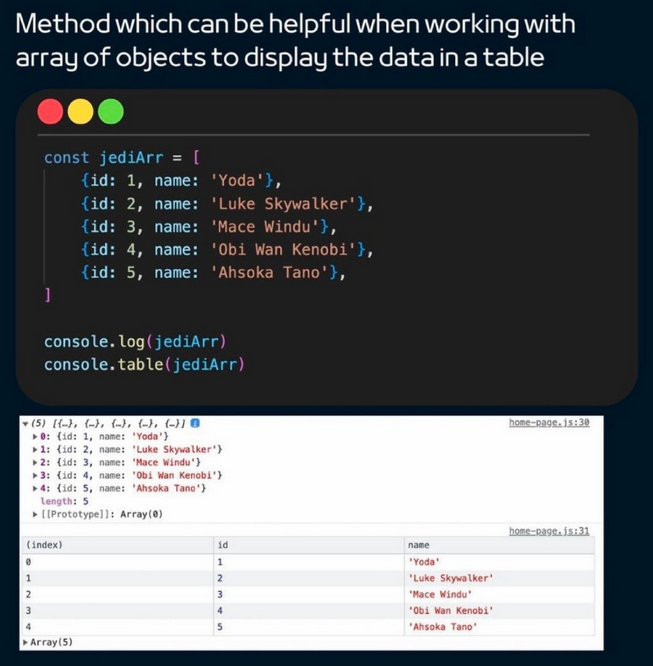 Method which can be helpful when working with
array of objects to display the data in a table
const jediArr = [
{id: 1, name: 'Yoda'},
{id: 2, name: 'Luke Skywalker'},
{id: 3, name: 'Mace Windu'},
{id: 4, name: 'Obi Wan Kenobi'},
{id: 5, name: 'Ahsoka Tano'},
]
console.log(jediArr)
console.table(jediArr)
(5) [{…}, {…}, {…}, {…}, {…}] i home-page.js:30
0: {id: 1, name: 'Yoda'}
1: {id: 2, name: 'Luke Skywalker'}
2: {id: 3, name: 'Mace Windu'}
3: {id: 4, name: 'Obi Wan Kenobi'}
4: {id: 5, name: 'Ahsoka Tano'}
length: 5
[[Prototype]]: Array(0)
home-page.js:31
(index) id name
0 1 'Yoda'
1 2 'Luke Skywalker'
2 3 'Mace Windu'
3 4 'Obi Wan Kenobi'
4 5 'Ahsoka Tano'
Array(5)